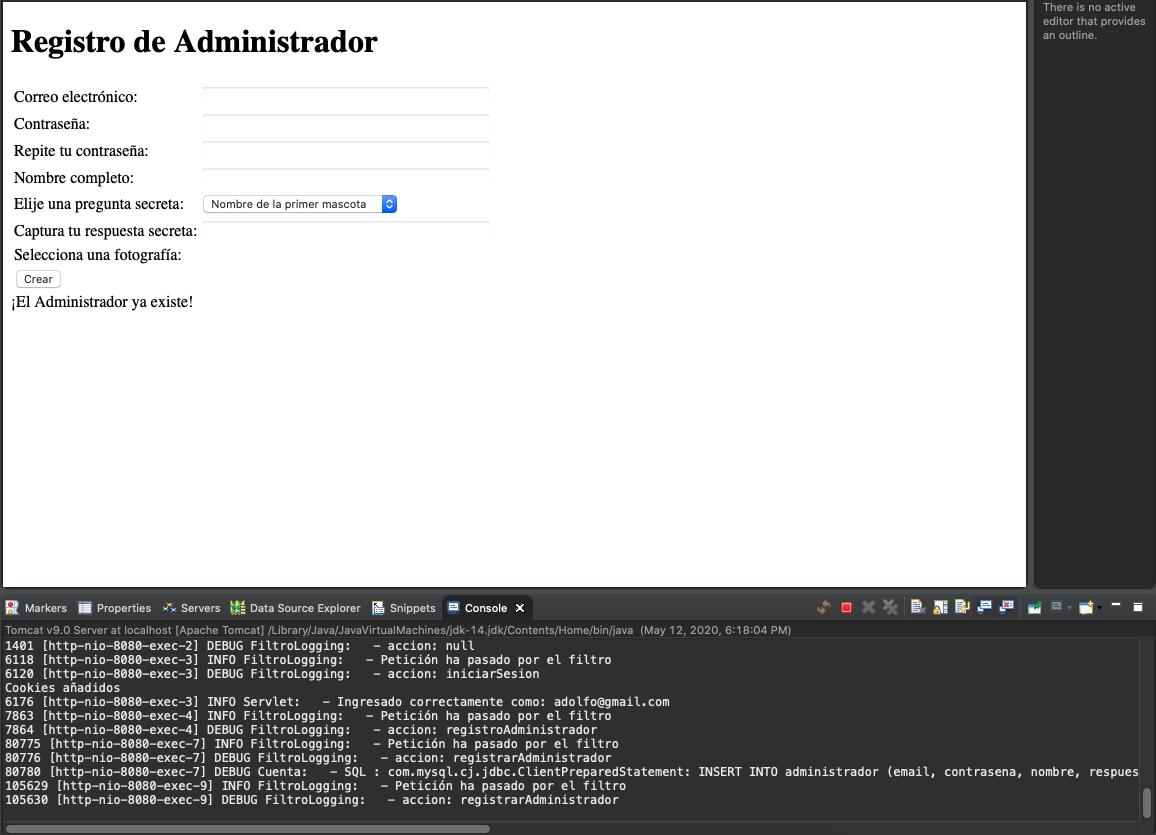 There is no active
editor that provides
an outline.
Registro de Administrador
Correo electrónico:
Contraseña:
Repite tu contraseña:
Nombre completo:
Elije una pregunta secreta: Nombre de la primer mascota
Captura tu respuesta secreta:
Selecciona una fotografía:
Crear
¡El Administrador ya existe!
Markers Properties Servers Data Source Explorer Snippets Console
Tomcat v9.0 Server at localhost [Apache Tomcat] /Library/Java/JavaVirtualMachines/jdk-14.jdk/Contents/Home/bin/java (May 12, 2020, 6:18:04 PM)
1401 [http-nio-8080-exec-2] DEBUG FiltroLogging:   - accion: null
6118 [http-nio-8080-exec-3] INFO FiltroLogging:   - Petición ha pasado por el filtro
6120 [http-nio-8080-exec-3] DEBUG FiltroLogging:   - accion: iniciarSesion
Cookies añadidos
6176 [http-nio-8080-exec-3] INFO Servlet:   - Ingresado correctamente como: adolfo@gmail.com
7863 [http-nio-8080-exec-4] INFO FiltroLogging:   - Petición ha pasado por el filtro
7864 [http-nio-8080-exec-4] DEBUG FiltroLogging:   - accion: registroAdministrador
80775 [http-nio-8080-exec-7] INFO FiltroLogging:   - Petición ha pasado por el filtro
80776 [http-nio-8080-exec-7] DEBUG FiltroLogging:   - accion: registrarAdministrador
80780 [http-nio-8080-exec-7] DEBUG Cuenta:   - SQL : com.mysql.cj.jdbc.ClientPreparedStatement: INSERT INTO administrador (email, contrasena, nombre, respues
105629 [http-nio-8080-exec-9] INFO FiltroLogging:   - Petición ha pasado por el filtro
105630 [http-nio-8080-exec-9] DEBUG FiltroLogging:   - accion: registrarAdministrador